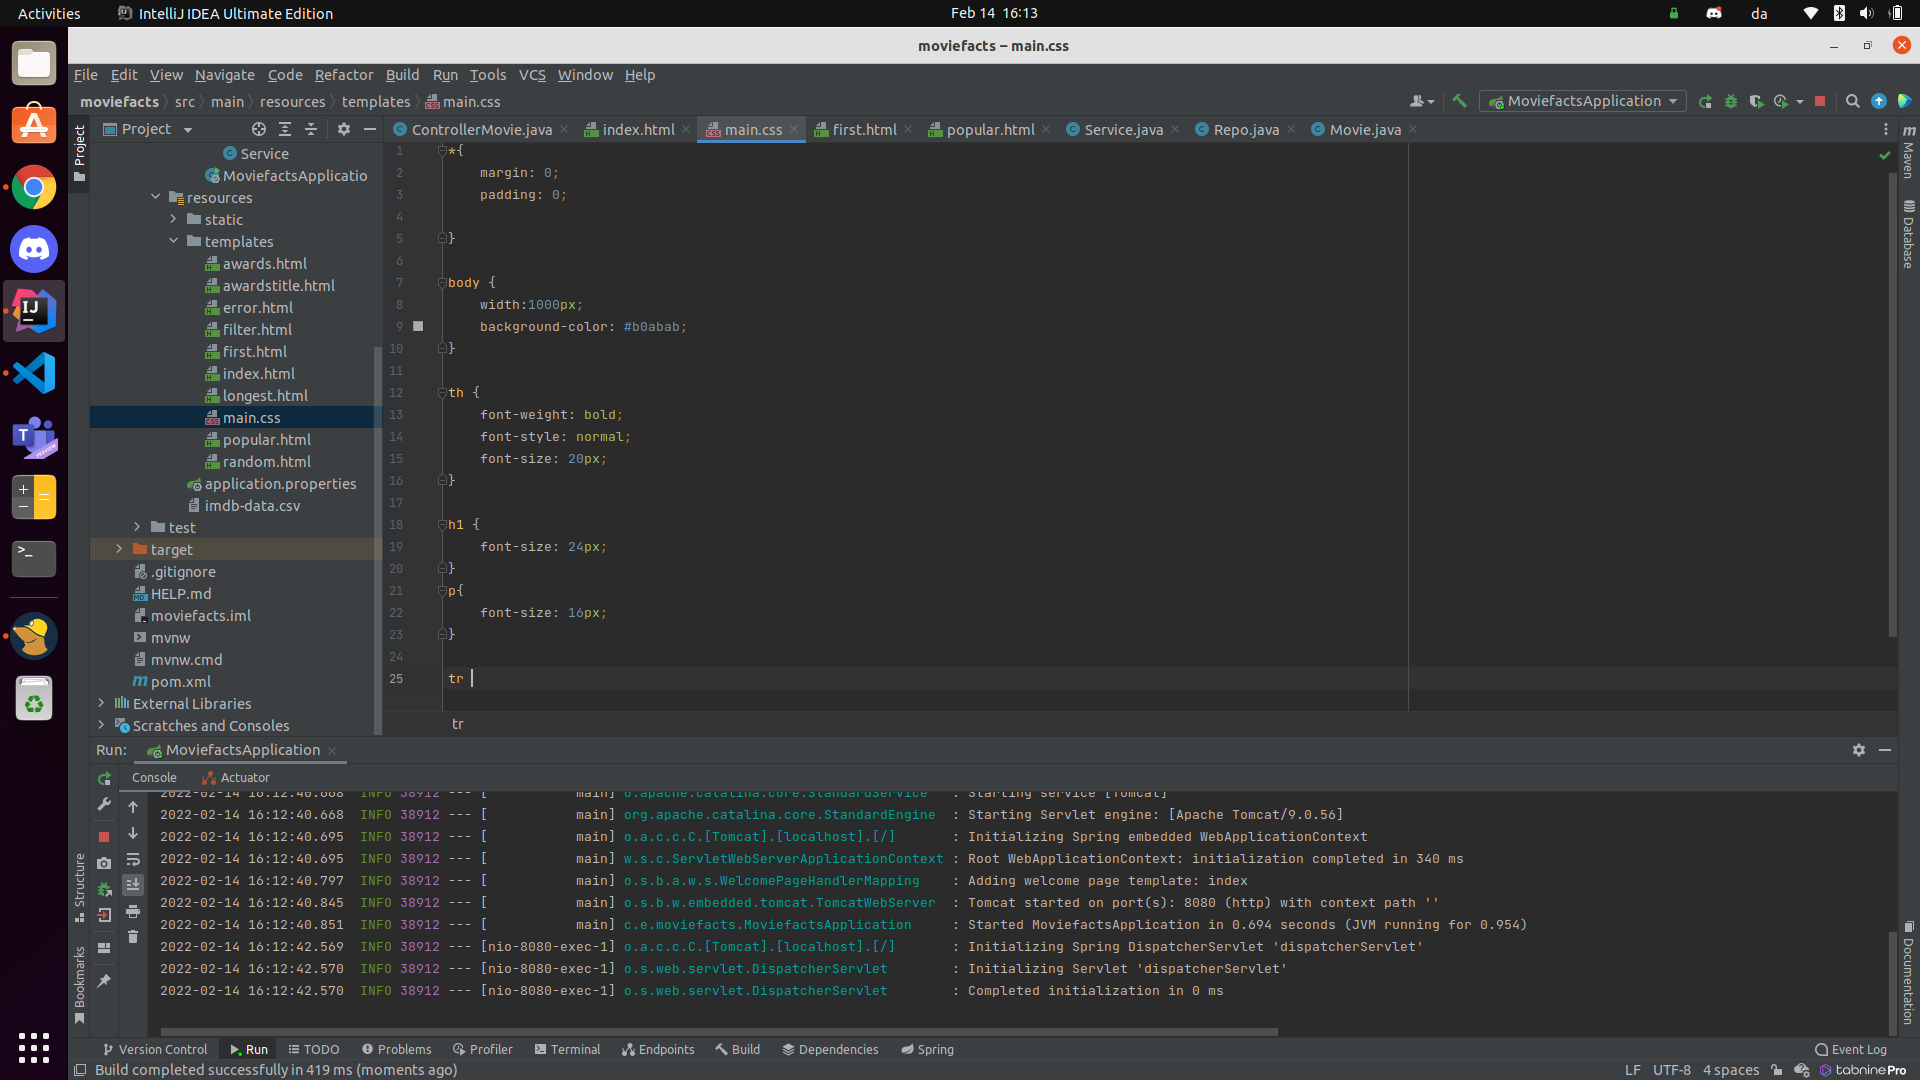 Activities
IntelliJ IDEA Ultimate Edition
Feb 14 16:13
da
moviefacts – main.css
File Edit View Navigate Code Refactor Build Run Tools VCS Window Help
moviefacts src main resources templates main.css
MoviefactsApplication
Project
ControllerMovie.java index.html main.css first.html popular.html Service.java Repo.java Movie.java
Project
Structure
Bookmarks
Maven
Database
Documentation
Service
MoviefactsApplicatio
resources
static
templates
awards.html
awardstitle.html
error.html
filter.html
first.html
index.html
longest.html
main.css
popular.html
random.html
application.properties
imdb-data.csv
test
target
.gitignore
HELP.md
moviefacts.iml
mvnw
mvnw.cmd
pom.xml
External Libraries
Scratches and Consoles
1 *{
2 margin: 0;
3 padding: 0;
4
5 }
6
7 body {
8 width:1000px;
9 background-color: #b0abab;
10 }
11
12 th {
13 font-weight: bold;
14 font-style: normal;
15 font-size: 20px;
16 }
17
18 h1 {
19 font-size: 24px;
20 }
21 p{
22 font-size: 16px;
23 }
24
25 tr
tr
Run: MoviefactsApplication
Console Actuator
2022-02-14 16:12:40.668 INFO 38912 --- [ main] o.apache.catalina.core.StandardService : Starting service [Tomcat]
2022-02-14 16:12:40.668 INFO 38912 --- [ main] org.apache.catalina.core.StandardEngine : Starting Servlet engine: [Apache Tomcat/9.0.56]
2022-02-14 16:12:40.695 INFO 38912 --- [ main] o.a.c.c.C.[Tomcat].[localhost].[/] : Initializing Spring embedded WebApplicationContext
2022-02-14 16:12:40.695 INFO 38912 --- [ main] w.s.c.ServletWebServerApplicationContext : Root WebApplicationContext: initialization completed in 340 ms
2022-02-14 16:12:40.797 INFO 38912 --- [ main] o.s.b.a.w.s.WelcomePageHandlerMapping : Adding welcome page template: index
2022-02-14 16:12:40.845 INFO 38912 --- [ main] o.s.b.w.embedded.tomcat.TomcatWebServer : Tomcat started on port(s): 8080 (http) with context path ''
2022-02-14 16:12:40.851 INFO 38912 --- [ main] c.e.moviefacts.MoviefactsApplication : Started MoviefactsApplication in 0.694 seconds (JVM running for 0.954)
2022-02-14 16:12:42.569 INFO 38912 --- [nio-8080-exec-1] o.a.c.c.C.[Tomcat].[localhost].[/] : Initializing Spring DispatcherServlet 'dispatcherServlet'
2022-02-14 16:12:42.570 INFO 38912 --- [nio-8080-exec-1] o.s.web.servlet.DispatcherServlet : Initializing Servlet 'dispatcherServlet'
2022-02-14 16:12:42.570 INFO 38912 --- [nio-8080-exec-1] o.s.web.servlet.DispatcherServlet : Completed initialization in 0 ms
Version Control Run TODO Problems Profiler Terminal Endpoints Build Dependencies Spring Event Log
Build completed successfully in 419 ms (moments ago)
LF UTF-8 4 spaces tabninePro